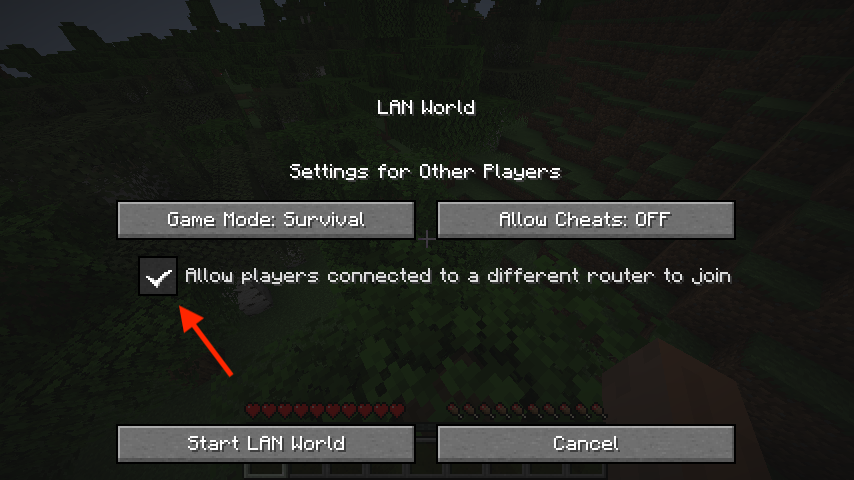 LAN World
Settings for Other Players
Game Mode: Survival
Allow Cheats: OFF
Allow players connected to a different router to join
Start LAN World
Cancel